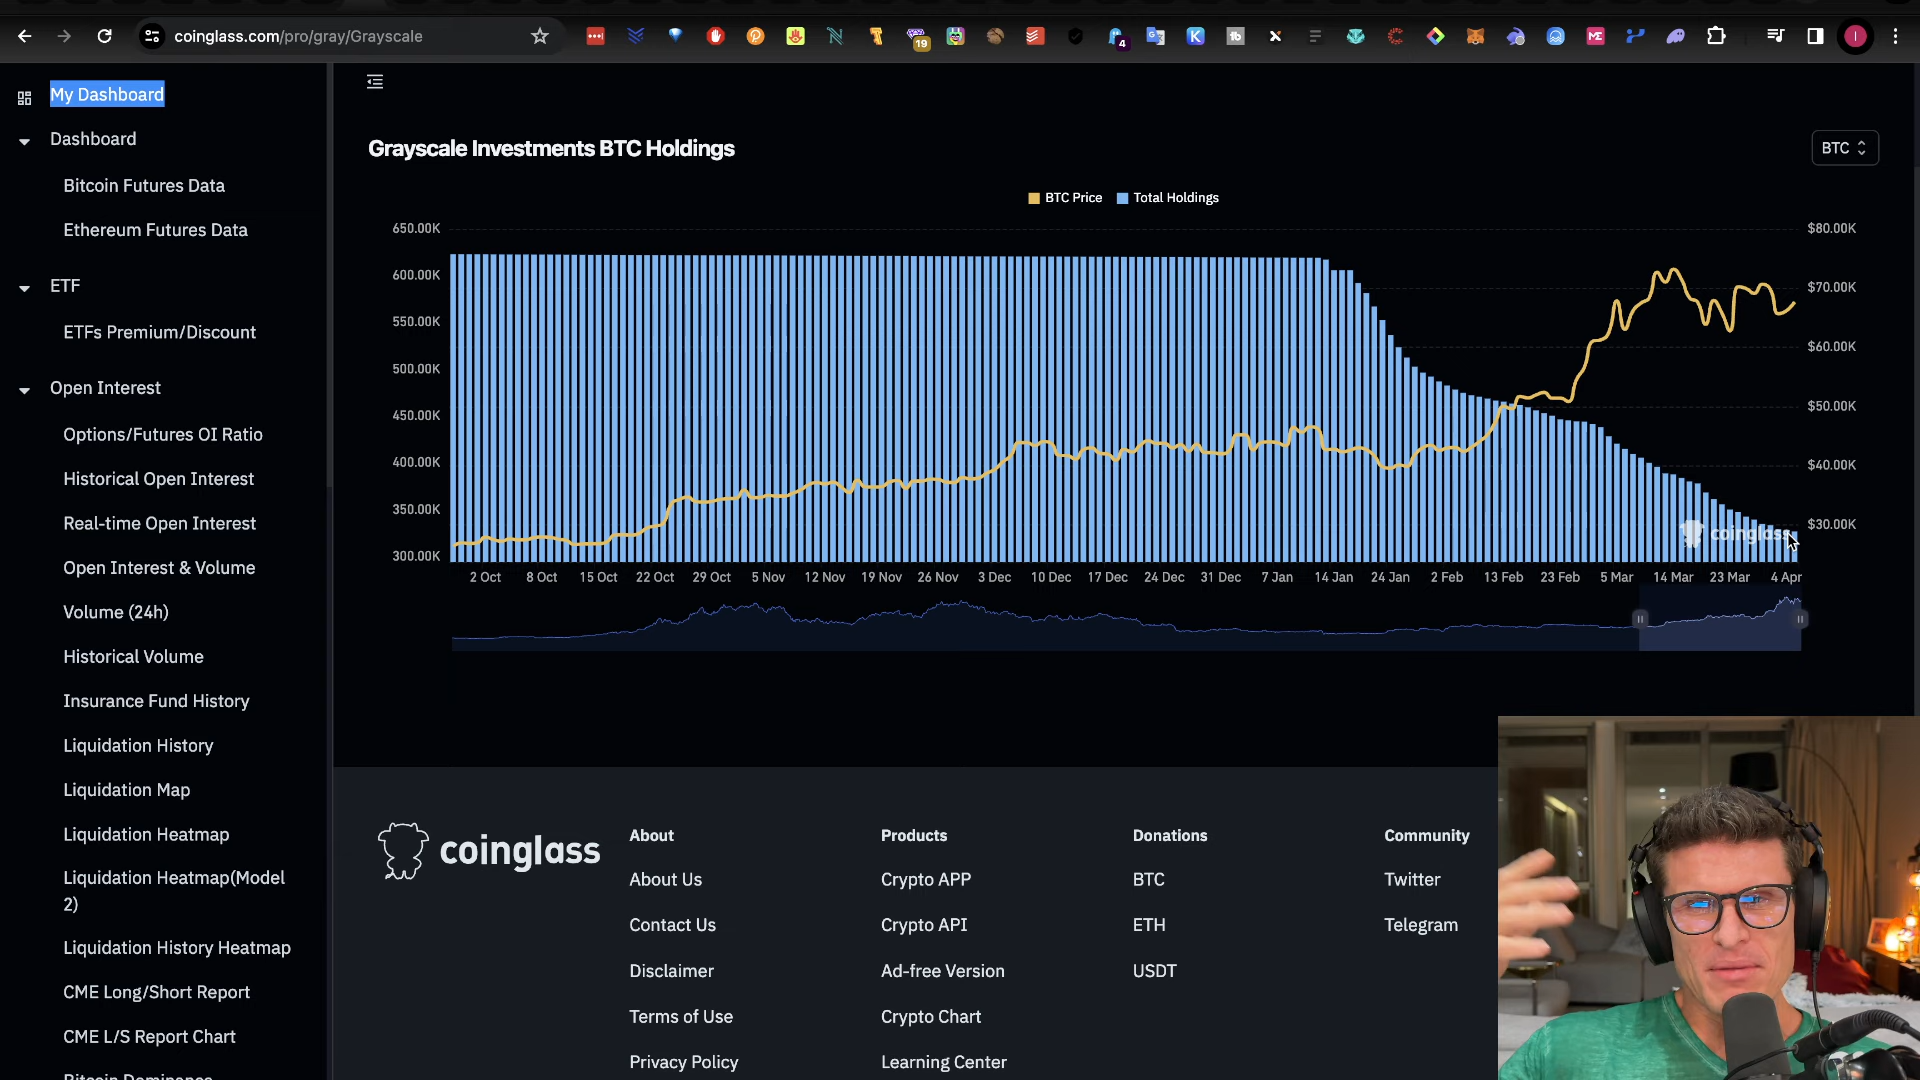 coinglass.com/pro/gray/Grayscale
19
4
I
My Dashboard
Dashboard
Bitcoin Futures Data
Ethereum Futures Data
ETF
ETFs Premium/Discount
Open Interest
Options/Futures OI Ratio
Historical Open Interest
Real-time Open Interest
Open Interest & Volume
Volume (24h)
Historical Volume
Insurance Fund History
Liquidation History
Liquidation Map
Liquidation Heatmap
Liquidation Heatmap(Model
2)
Liquidation History Heatmap
CME Long/Short Report
CME L/S Report Chart
Bitcoin Dominance
Grayscale Investments BTC Holdings
BTC
BTC Price Total Holdings
650.00K
600.00K
550.00K
500.00K
450.00K
400.00K
350.00K
300.00K
$80.00K
$70.00K
$60.00K
$50.00K
$40.00K
$30.00K
coinglass
2 Oct 8 Oct 15 Oct 22 Oct 29 Oct 5 Nov 12 Nov 19 Nov 26 Nov 3 Dec 10 Dec 17 Dec 24 Dec 31 Dec 7 Jan 14 Jan 24 Jan 2 Feb 13 Feb 23 Feb 5 Mar 14 Mar 23 Mar 4 Apr
coinglass
About
About Us
Contact Us
Disclaimer
Terms of Use
Privacy Policy
Products
Crypto APP
Crypto API
Ad-free Version
Crypto Chart
Learning Center
Donations
BTC
ETH
USDT
Community
Twitter
Telegram